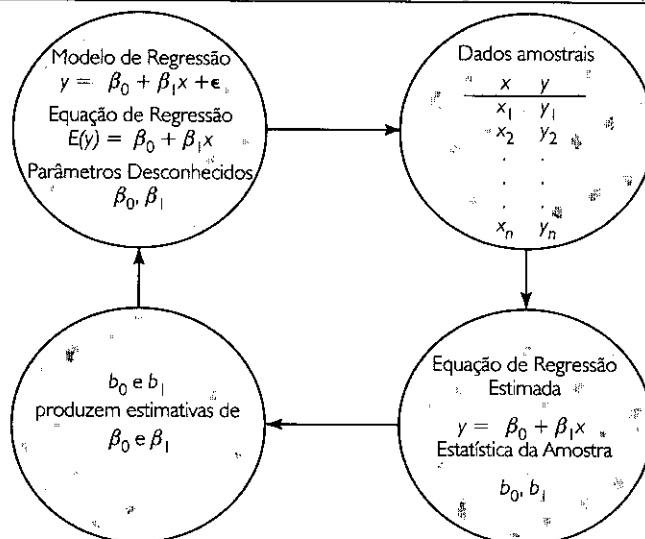 Modelo de Regressão
y = β₀ + β₁x + ϵ
Equação de Regressão
E(y) = β₀ + β₁x
Parâmetros Desconhecidos
β₀, β₁
Dados amostrais
x y
x₁ y₁
x₂ y₂
. .
. .
. .
xₙ yₙ
Equação de Regressão
Estimada
y = β₀ + β₁x
Estatística da Amostra
b₀, b₁
b₀ e b₁
produzem estimativas de
β₀ e β₁